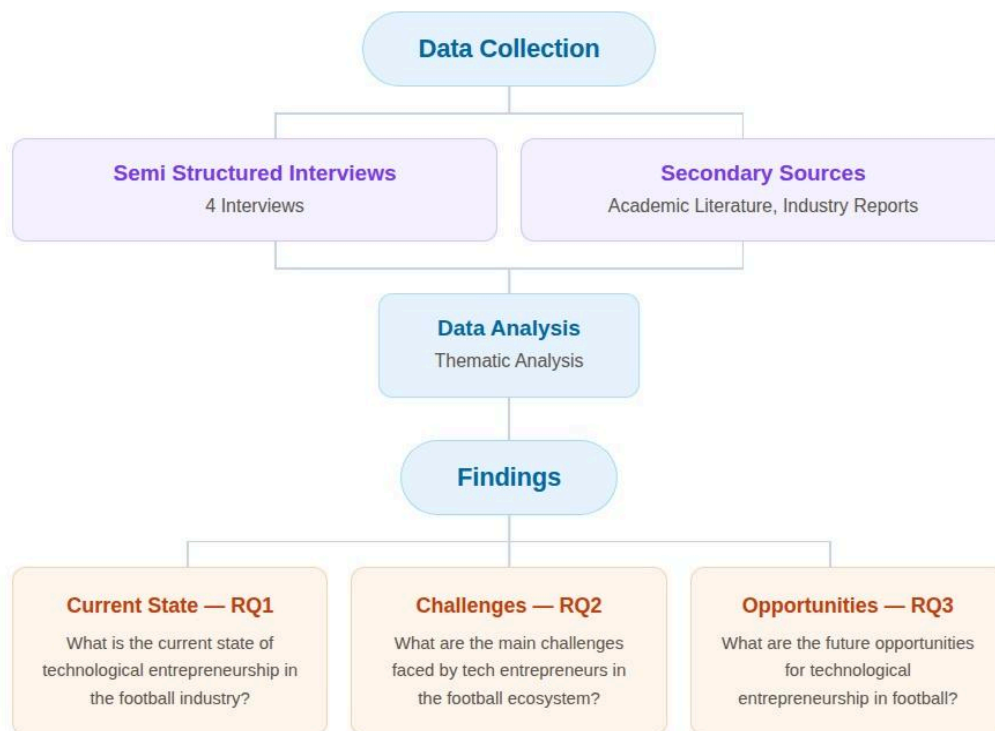 Data Collection
Semi Structured Interviews
4 Interviews
Secondary Sources
Academic Literature, Industry Reports
Data Analysis
Thematic Analysis
Findings
Current State — RQ1
What is the current state of
technological entrepreneurship in
the football industry?
Challenges — RQ2
What are the main challenges
faced by tech entrepreneurs in
the football ecosystem?
Opportunities — RQ3
What are the future opportunities
for technological
entrepreneurship in football?